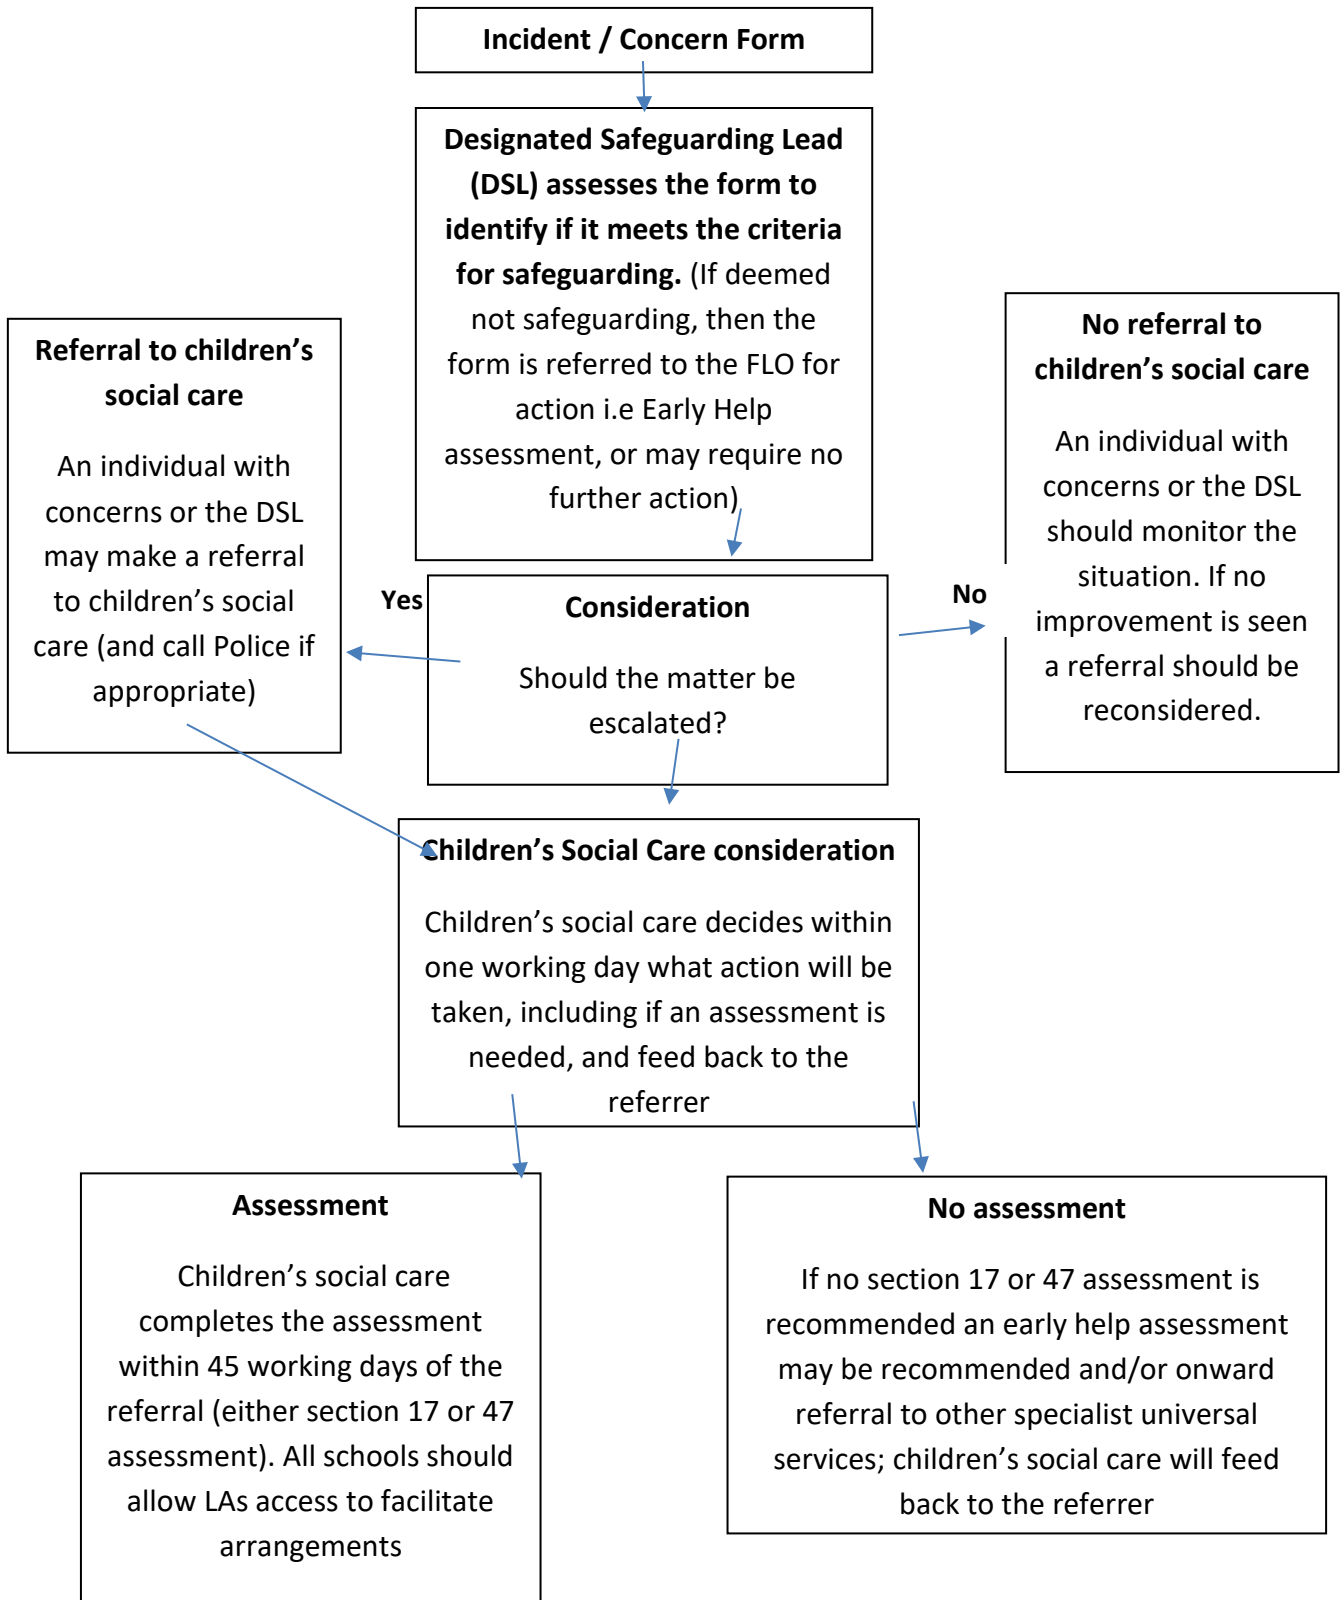 Incident / Concern Form
Designated Safeguarding Lead
(DSL) assesses the form to
identify if it meets the criteria
for safeguarding. (If deemed
not safeguarding, then the
form is referred to the FLO for
action i.e Early Help
assessment, or may require no
further action)
Referral to children’s
social care
An individual with
concerns or the DSL
may make a referral
to children’s social
care (and call Police if
appropriate)
Yes
Consideration
Should the matter be
escalated?
No
No referral to
children’s social care
An individual with
concerns or the DSL
should monitor the
situation. If no
improvement is seen
a referral should be
reconsidered.
Children’s Social Care consideration
Children’s social care decides within
one working day what action will be
taken, including if an assessment is
needed, and feed back to the
referrer
Assessment
Children’s social care
completes the assessment
within 45 working days of the
referral (either section 17 or 47
assessment). All schools should
allow LAs access to facilitate
arrangements
No assessment
If no section 17 or 47 assessment is
recommended an early help assessment
may be recommended and/or onward
referral to other specialist universal
services; children’s social care will feed
back to the referrer